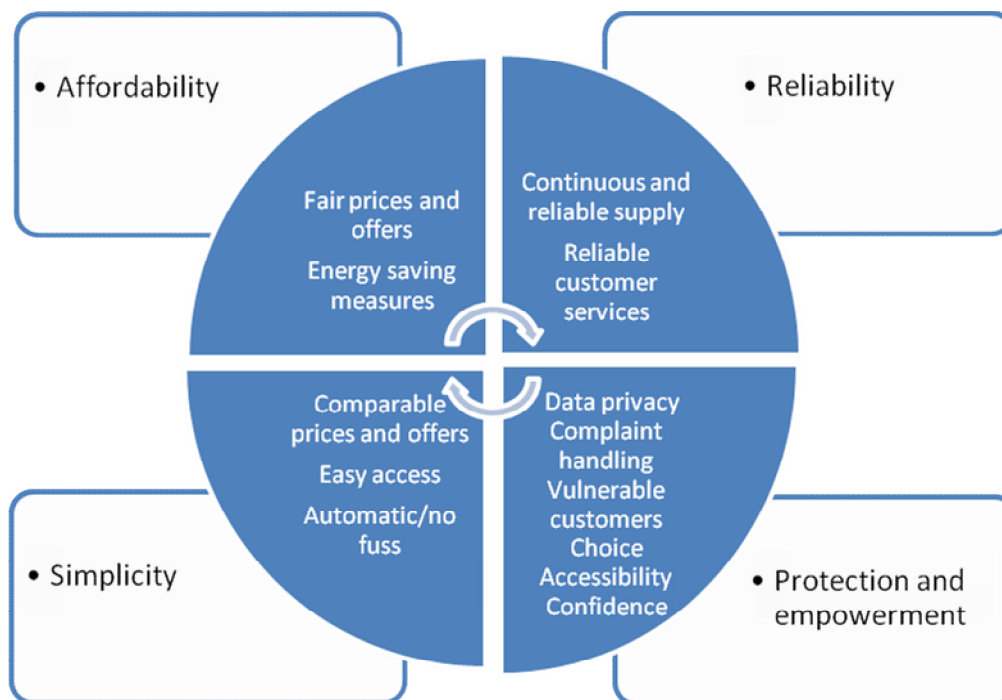 • Affordability
Fair prices and
offers
Energy saving
measures
• Reliability
Continuous and
reliable supply
Reliable
customer
services
Comparable
prices and offers
Easy access
Automatic/no
fuss
• Simplicity
Data privacy
Complaint
handling
Vulnerable
customers
Choice
Accessibility
Confidence
• Protection and
empowerment